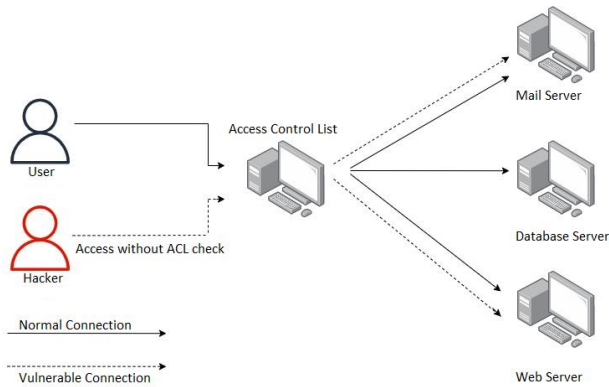 Mail Server
Access Control List
User
Database Server
Access without ACL check
Hacker
Normal Connection
Vulnerable Connection
Web Server